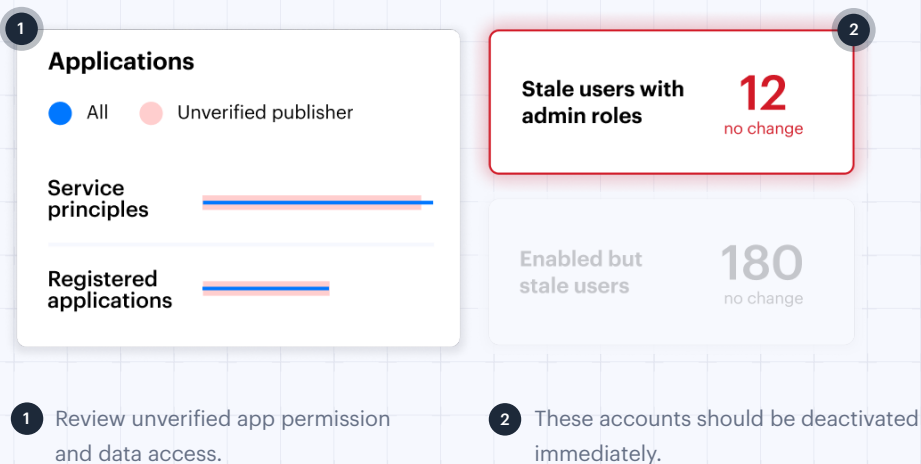 1
Applications
All
Unverified publisher
Service
principles
Registered
applications
2
Stale users with
admin roles
12
no change
Enabled but
stale users
180
no change
1
Review unverified app permission
and data access.
2
These accounts should be deactivated
immediately.